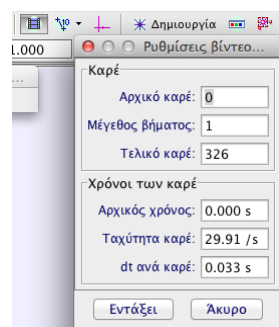 Δημιουργία
1.000
Ρυθμίσεις βίντεο...
...
Καρέ
Αρχικό καρέ: 0
Μέγεθος βήματος: 1
Τελικό καρέ: 326
Χρόνοι των καρέ
Αρχικός χρόνος: 0.000 s
Ταχύτητα καρέ: 29.91 /s
dt ανά καρέ: 0.033 s
Εντάξει Άκυρο